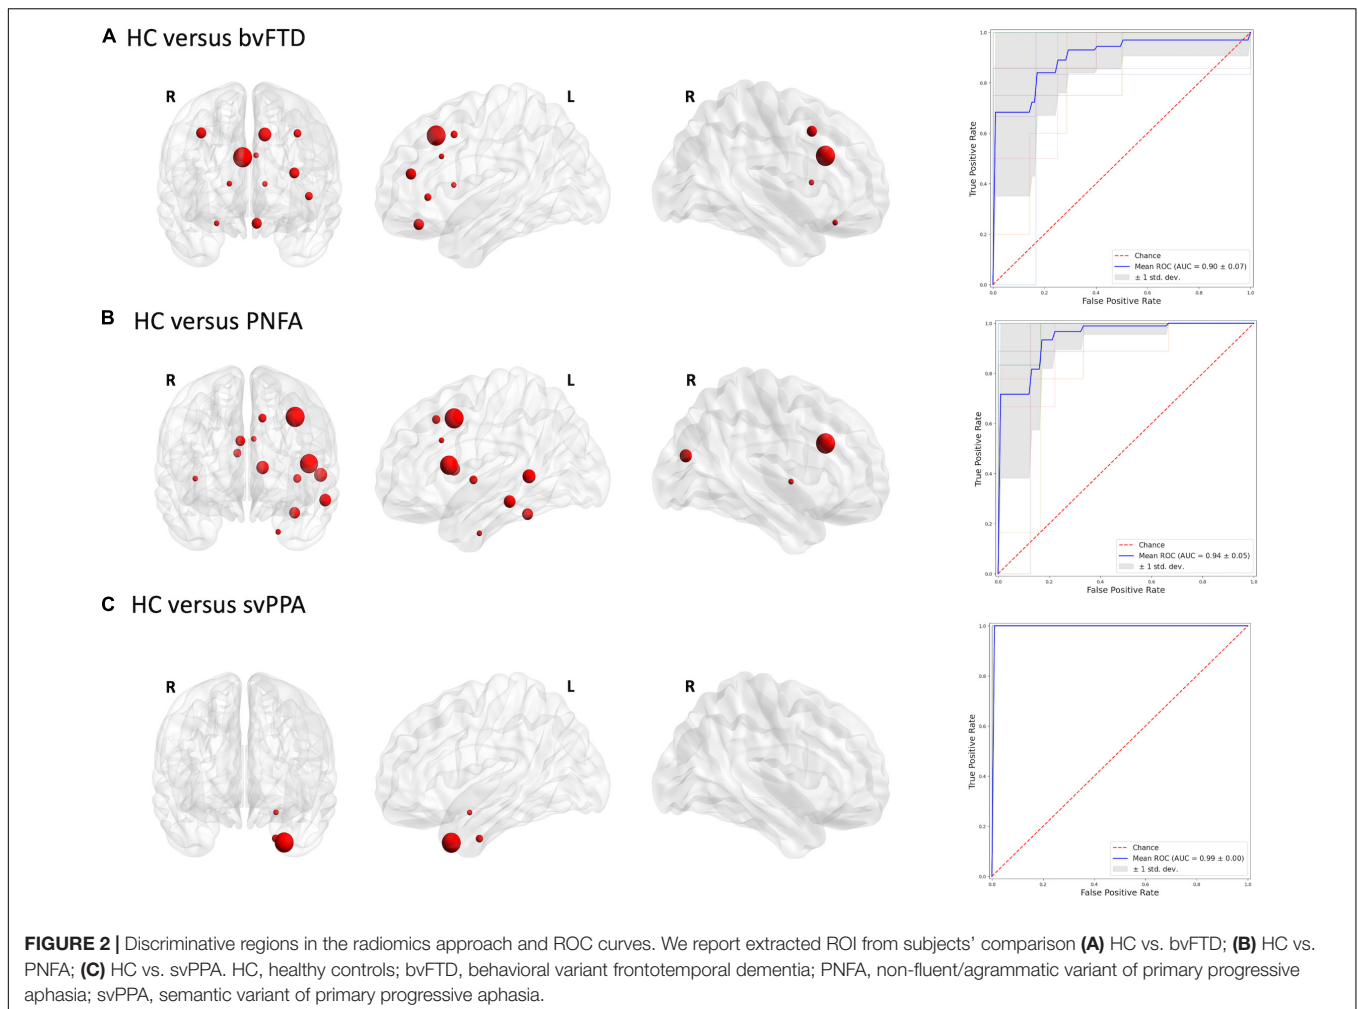 A HC versus bvFTD
R
L
R
1.0
0.8
0.6
0.4
0.2
0.0
True Positive Rate
Chance
Mean ROC (AUC = 0.90 ± 0.07)
± 1 std. dev.
0.0 0.2 0.4 0.6 0.8 1.0
False Positive Rate
B HC versus PNFA
R
L
R
1.0
0.8
0.6
0.4
0.2
0.0
True Positive Rate
Chance
Mean ROC (AUC = 0.94 ± 0.05)
± 1 std. dev.
0.0 0.2 0.4 0.6 0.8 1.0
False Positive Rate
C HC versus svPPA
R
L
R
1.0
0.8
0.6
0.4
0.2
0.0
True Positive Rate
Chance
Mean ROC (AUC = 0.99 ± 0.00)
± 1 std. dev.
0.0 0.2 0.4 0.6 0.8 1.0
False Positive Rate
FIGURE 2 | Discriminative regions in the radiomics approach and ROC curves. We report extracted ROI from subjects' comparison (A) HC vs. bvFTD; (B) HC vs.
PNFA; (C) HC vs. svPPA. HC, healthy controls; bvFTD, behavioral variant frontotemporal dementia; PNFA, non-fluent/agrammatic variant of primary progressive
aphasia; svPPA, semantic variant of primary progressive aphasia.